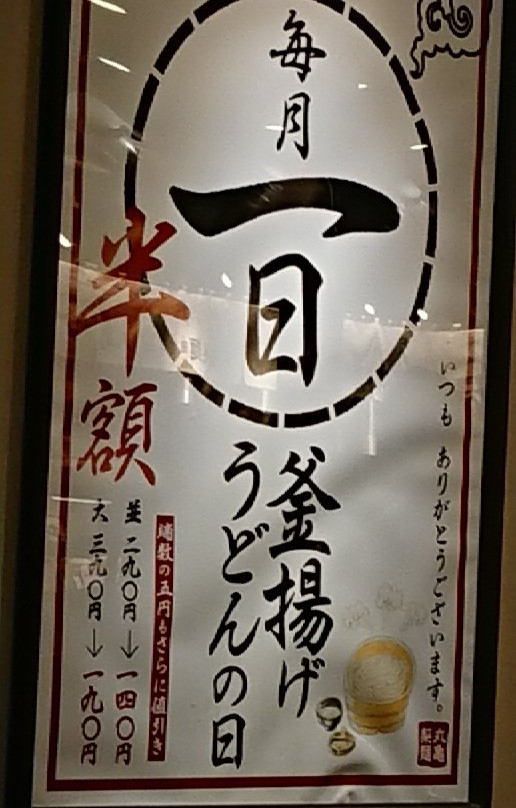 いつも ありがとうございます。
毎月
一日
釜揚げ
うどんの日
半額
端数の五円もさらに値引き
並 二九〇円→一四〇円
大 三九〇円→一九〇円
丸亀
製麺